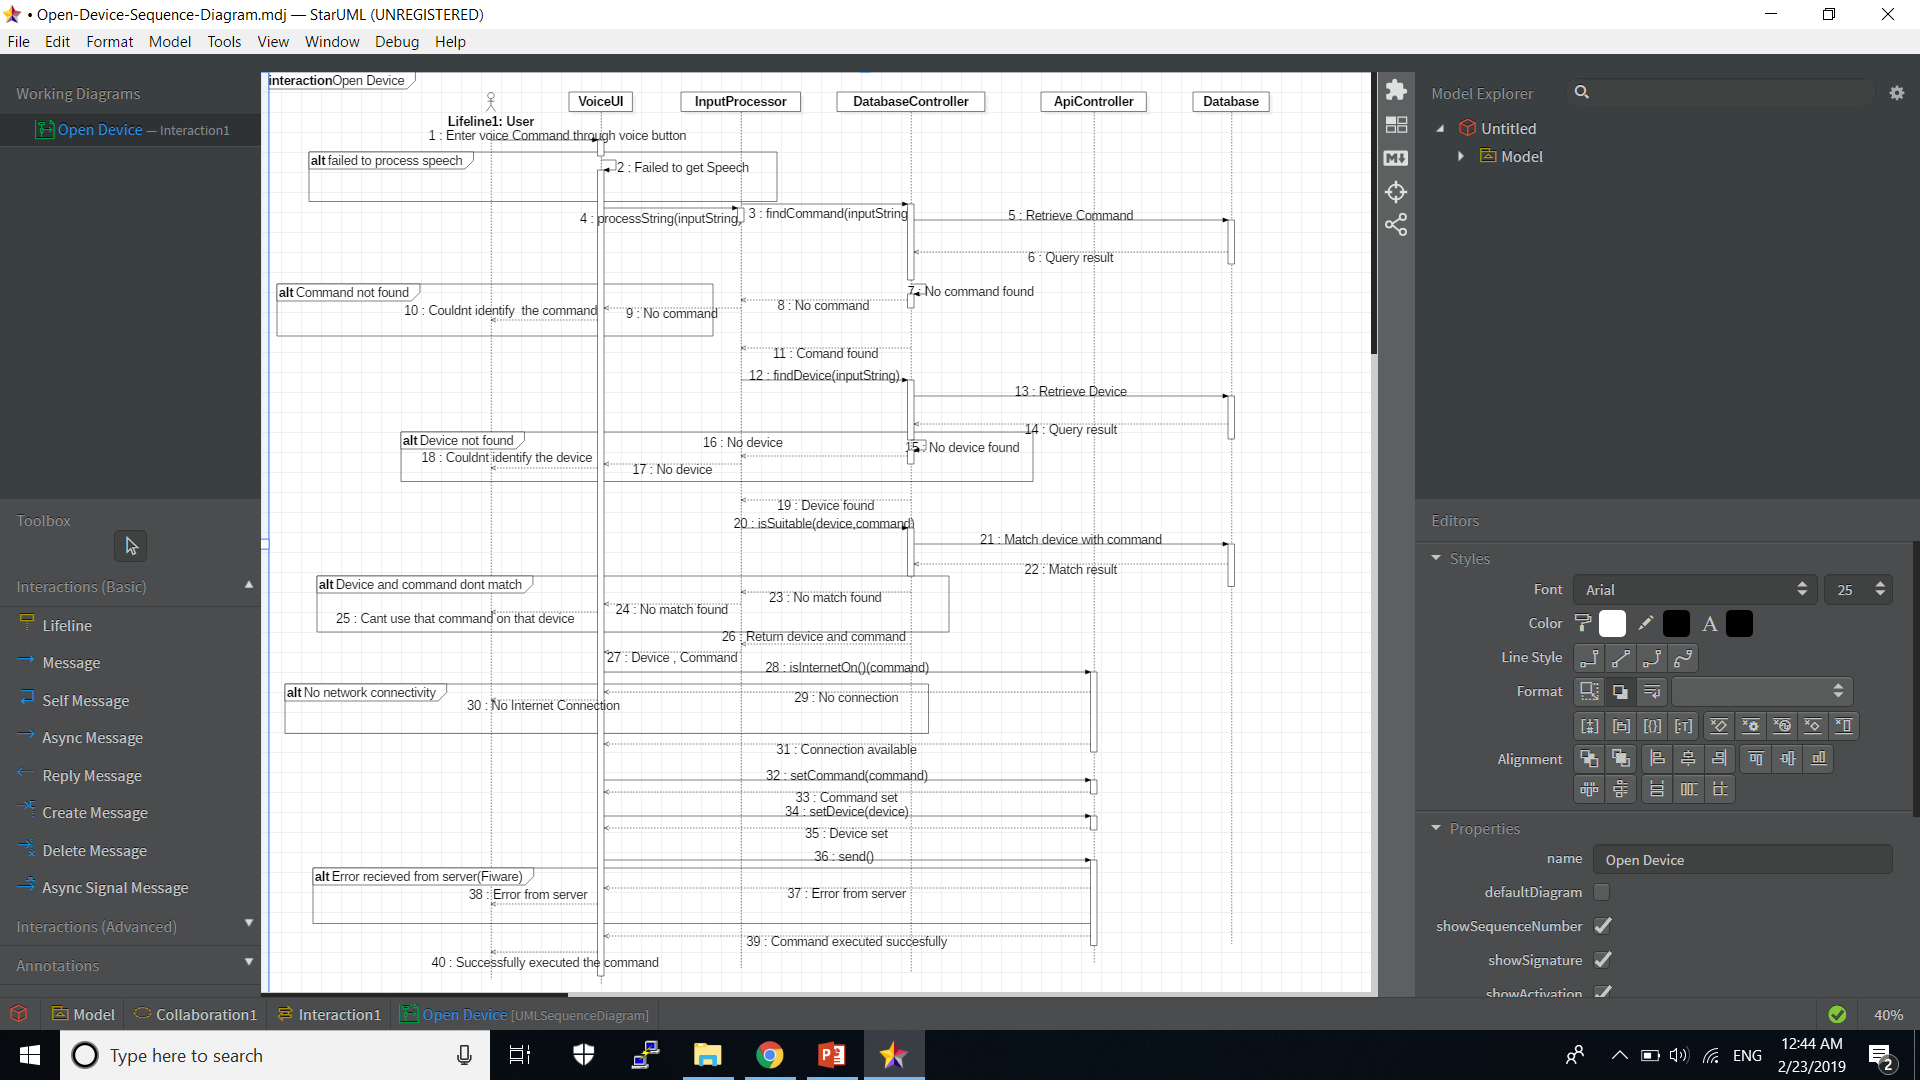 • Open-Device-Sequence-Diagram.mdj — StarUML (UNREGISTERED)
File Edit Format Model Tools View Window Debug Help
Working Diagrams
Open Device — Interaction1
Toolbox
Interactions (Basic)
Lifeline
Message
Self Message
Async Message
Reply Message
Create Message
Delete Message
Async Signal Message
Interactions (Advanced)
Annotations
interaction Open Device
VoiceUI InputProcessor DatabaseController ApiController Database
Lifeline1: User
1 : Enter voice Command through voice button
alt failed to process speech
2 : Failed to get Speech
3 : findCommand(inputString
4 : processString(inputString,
5 : Retrieve Command
6 : Query result
alt Command not found
7 : No command found
8 : No command
9 : No command
10 : Couldnt identify the command
11 : Comand found
12 : findDevice(inputString)
13 : Retrieve Device
14 : Query result
alt Device not found
15 : No device found
16 : No device
17 : No device
18 : Couldnt identify the device
19 : Device found
20 : isSuitable(device,command)
21 : Match device with command
22 : Match result
alt Device and command dont match
23 : No match found
24 : No match found
25 : Cant use that command on that device
26 : Return device and command
27 : Device , Command
28 : isInternetOn()(command)
alt No network connectivity
29 : No connection
30 : No Internet Connection
31 : Connection available
32 : setCommand(command)
33 : Command set
34 : setDevice(device)
35 : Device set
36 : send()
alt Error recieved from server(Fiware)
37 : Error from server
38 : Error from server
39 : Command executed succesfully
40 : Successfully executed the command
M
Model Explorer
Untitled
Model
Editors
Styles
Font Arial 25
Color A
Line Style
Format
Alignment
Properties
name Open Device
defaultDiagram
showSequenceNumber
showSignature
showActivation
Model Collaboration1 Interaction1 Open Device [UMLSequenceDiagram]
40%
Type here to search
ENG
12:44 AM
2/23/2019
2